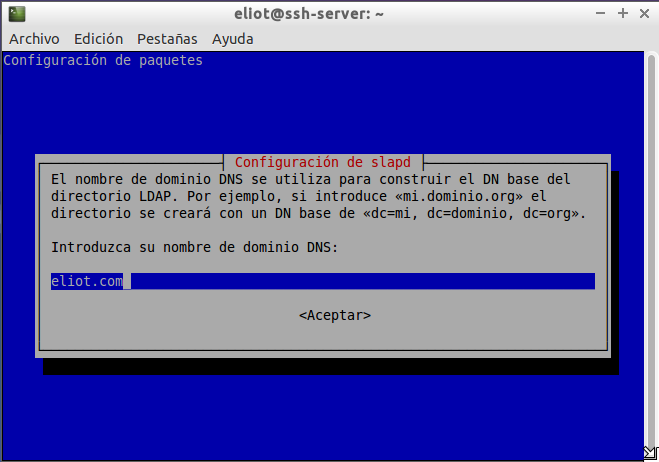 eliot@ssh-server: ~
Archivo Edición Pestañas Ayuda
Configuración de paquetes
Configuración de slapd
El nombre de dominio DNS se utiliza para construir el DN base del
directorio LDAP. Por ejemplo, si introduce «mi.dominio.org» el
directorio se creará con un DN base de «dc=mi, dc=dominio, dc=org».
Introduzca su nombre de dominio DNS:
eliot.com
<Aceptar>